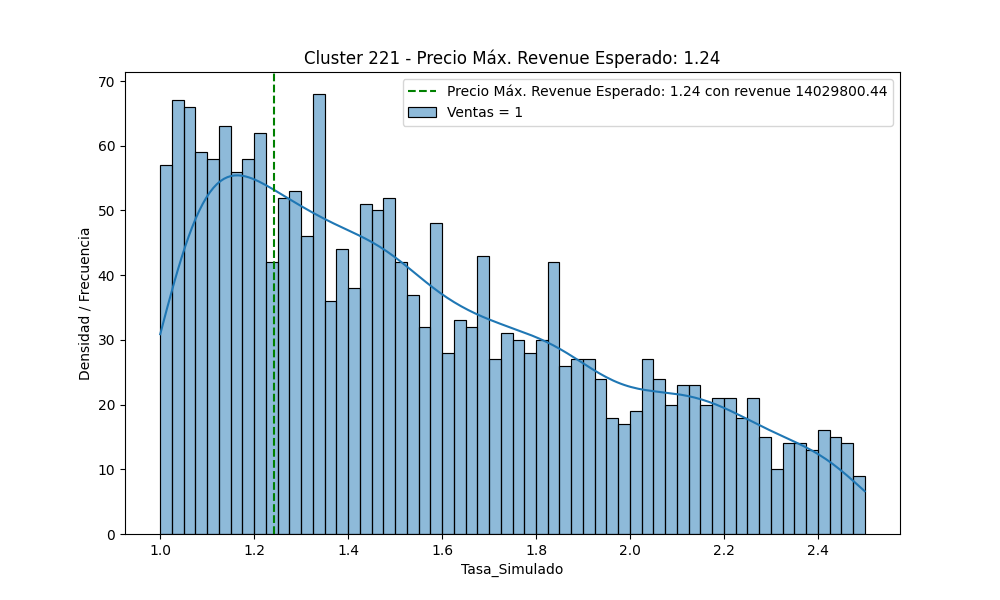 Cluster 221 - Precio Máx. Revenue Esperado: 1.24
Precio Máx. Revenue Esperado: 1.24 con revenue 14029800.44
Ventas = 1
Densidad / Frecuencia
70
60
50
40
30
20
10
0
1.0 1.2 1.4 1.6 1.8 2.0 2.2 2.4
Tasa_Simulado